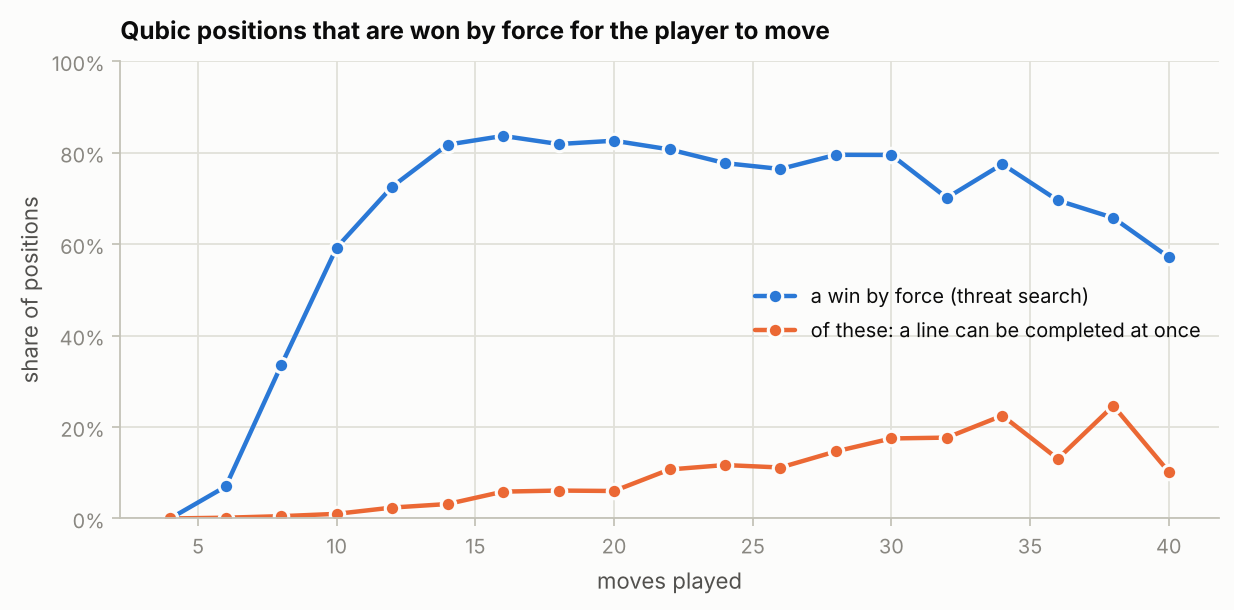 Qubic positions that are won by force for the player to move
100%
80%
60%
40%
20%
0%
share of positions
a win by force (threat search)
of these: a line can be completed at once
5 10 15 20 25 30 35 40
moves played